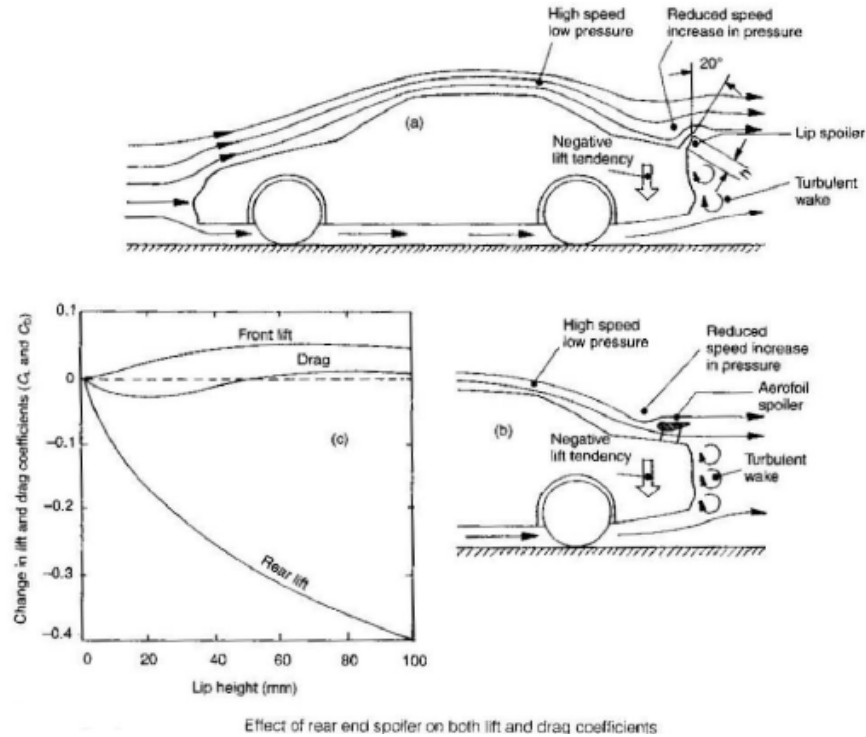 High speed
low pressure
Reduced speed
increase in pressure
20°
(a)
Lip spoiler
Negative
lift tendency
Turbulent
wake
0.1
0
−0.1
−0.2
−0.3
−0.4
Change in lift and drag coefficients (CL and CD)
Front lift
Drag
(c)
Rear lift
0
20
40
60
80
100
Lip height (mm)
High speed
low pressure
Reduced
speed increase
in pressure
Aerofoil
spoiler
(b)
Negative
lift tendency
Turbulent
wake
Effect of rear end spoiler on both lift and drag coefficients